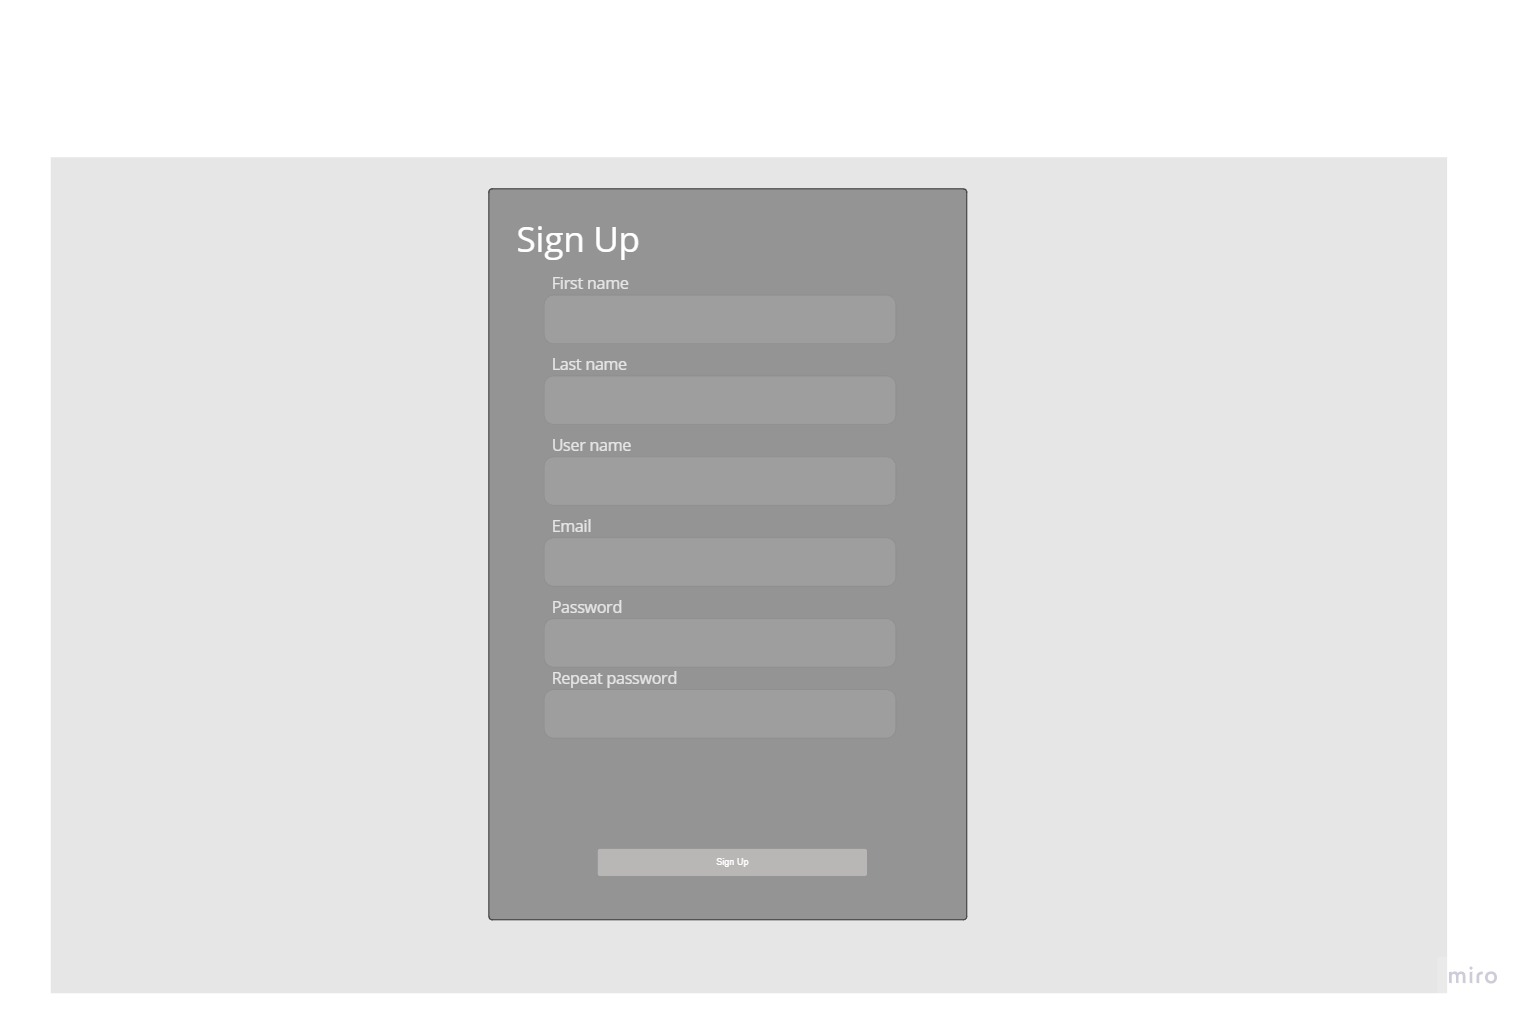 Sign Up
First name
Last name
User name
Email
Password
Repeat password
Sign Up
miro